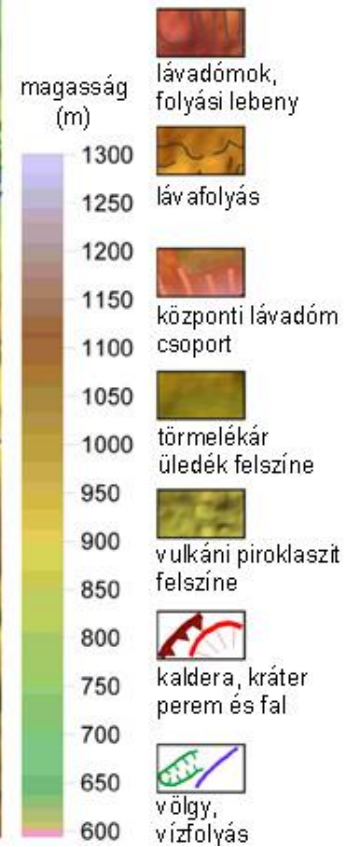 magasság
(m)
1300
1250
1200
1150
1100
1050
1000
950
900
850
800
750
700
650
600
lávadómok,
folyási lebeny
lávafolyás
központi lávadóm
csoport
törmelékár
üledék felszíne
vulkáni piroklaszit
felszíne
kaldera, kráter
perem és fal
völgy,
vízfolyás